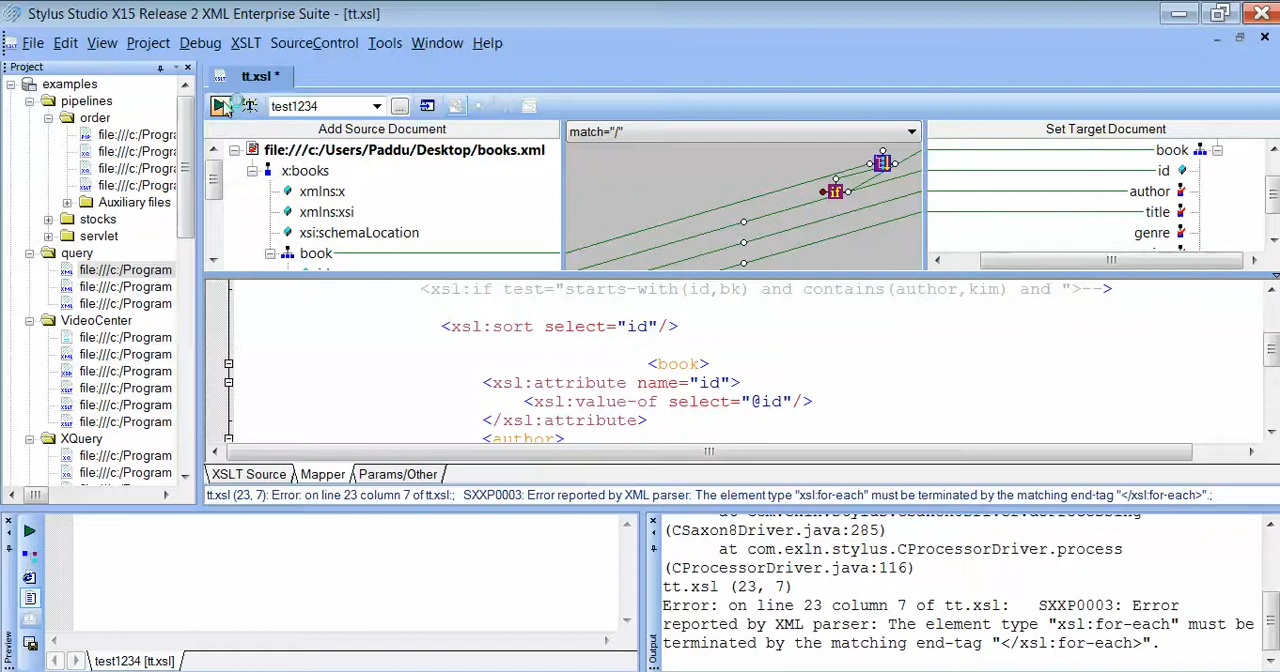 Stylus Studio X15 Release 2 XML Enterprise Suite - [tt.xsl]
File Edit View Project Debug XSLT SourceControl Tools Window Help
Project
examples
pipelines
order
file:///c:/Progra
file:///c:/Progra
file:///c:/Progra
file:///c:/Progra
Auxiliary files
stocks
servlet
query
file:///c:/Program
file:///c:/Program
file:///c:/Program
VideoCenter
file:///c:/Program
file:///c:/Program
file:///c:/Program
file:///c:/Program
file:///c:/Program
file:///c:/Program
XQuery
file:///c:/Program
file:///c:/Program
tt.xsl *
test1234
...
Add Source Document
file:///c:/Users/Paddu/Desktop/books.xml
x:books
xmlns:x
xmlns:xsi
xsi:schemaLocation
book
match="/"
if
Set Target Document
book
id
author
title
genre
<xsl:if test="starts-with(id,bk) and contains(author,kim) and ">-->
<xsl:sort select="id"/>
<book>
<xsl:attribute name="id">
<xsl:value-of select="@id"/>
</xsl:attribute>
<author>
XSLT Source Mapper Params/Other
tt.xsl (23, 7): Error: on line 23 column 7 of tt.xsl:; SXXP0003: Error reported by XML parser: The element type "xsl:for-each" must be terminated by the matching end-tag "</xsl:for-each>".;
Preview
test1234 [tt.xsl]
Output
(CSaxon8Driver.java:285)
at com.exln.stylus.CProcessorDriver.process
(CProcessorDriver.java:116)
tt.xsl (23, 7)
Error: on line 23 column 7 of tt.xsl: SXXP0003: Error
reported by XML parser: The element type "xsl:for-each" must be
terminated by the matching end-tag "</xsl:for-each>".